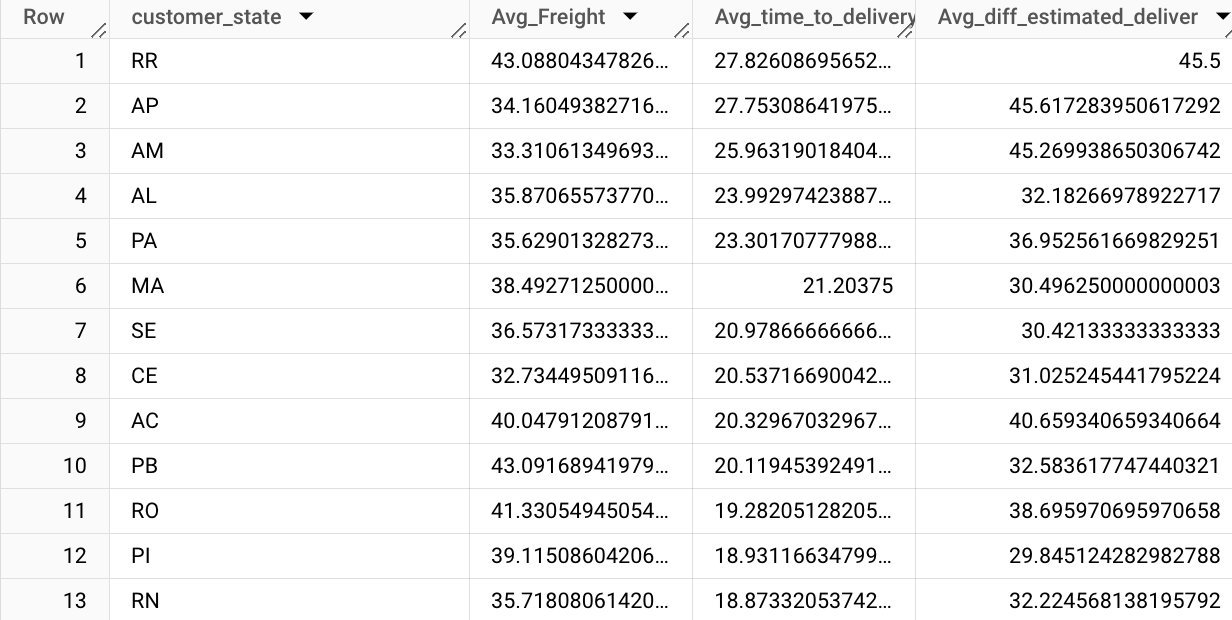 Row customer_state Avg_Freight Avg_time_to_delivery Avg_diff_estimated_deliver
1 RR 43.08804347826... 27.82608695652... 45.5
2 AP 34.16049382716... 27.75308641975... 45.617283950617292
3 AM 33.31061349693... 25.96319018404... 45.269938650306742
4 AL 35.87065573770... 23.99297423887... 32.18266978922717
5 PA 35.62901328273... 23.30170777988... 36.952561669829251
6 MA 38.49271250000... 21.20375 30.496250000000003
7 SE 36.57317333333... 20.97866666666... 30.42133333333333
8 CE 32.73449509116... 20.53716690042... 31.025245441795224
9 AC 40.04791208791... 20.32967032967... 40.659340659340664
10 PB 43.09168941979... 20.11945392491... 32.583617747440321
11 RO 41.33054945054... 19.28205128205... 38.695970695970658
12 PI 39.11508604206... 18.93116634799... 29.845124282982788
13 RN 35.71808061420... 18.87332053742... 32.224568138195792